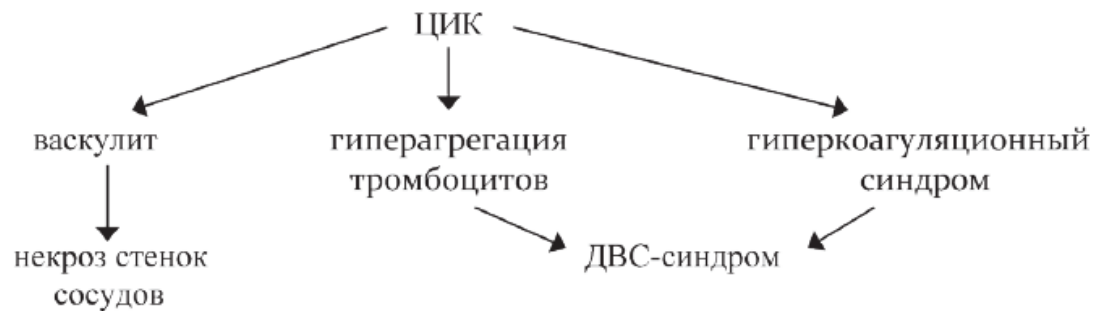 ЦИК
васкулит
гиперагрегация
тромбоцитов
гиперкоагуляционный
синдром
некроз стенок
сосудов
ДВС-синдром